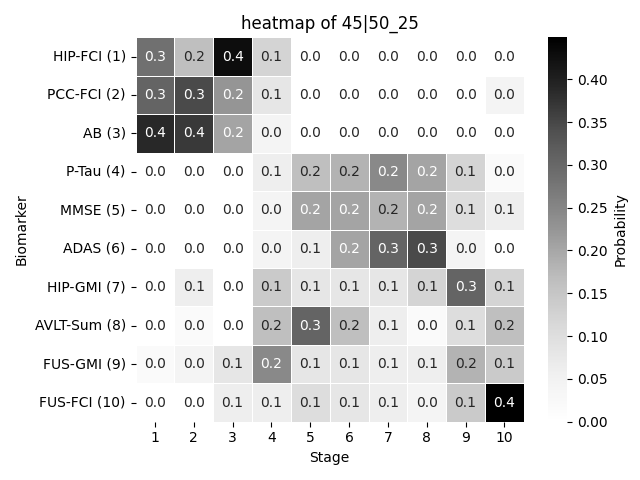 heatmap of 45|50_25
HIP-FCI (1) 0.3 0.2 0.4 0.1 0.0 0.0 0.0 0.0 0.0 0.0
PCC-FCI (2) 0.3 0.3 0.2 0.1 0.0 0.0 0.0 0.0 0.0 0.0
AB (3) 0.4 0.4 0.2 0.0 0.0 0.0 0.0 0.0 0.0 0.0
P-Tau (4) 0.0 0.0 0.0 0.1 0.2 0.2 0.2 0.2 0.1 0.0
MMSE (5) 0.0 0.0 0.0 0.0 0.2 0.2 0.2 0.2 0.1 0.1
ADAS (6) 0.0 0.0 0.0 0.0 0.1 0.2 0.3 0.3 0.0 0.0
HIP-GMI (7) 0.0 0.1 0.0 0.1 0.1 0.1 0.1 0.1 0.3 0.1
AVLT-Sum (8) 0.0 0.0 0.0 0.2 0.3 0.2 0.1 0.0 0.1 0.2
FUS-GMI (9) 0.0 0.0 0.1 0.2 0.1 0.1 0.1 0.1 0.2 0.1
FUS-FCI (10) 0.0 0.0 0.1 0.1 0.1 0.1 0.1 0.0 0.1 0.4
1 2 3 4 5 6 7 8 9 10
Stage
Biomarker
0.40
0.35
0.30
0.25
0.20
0.15
0.10
0.05
0.00
Probability